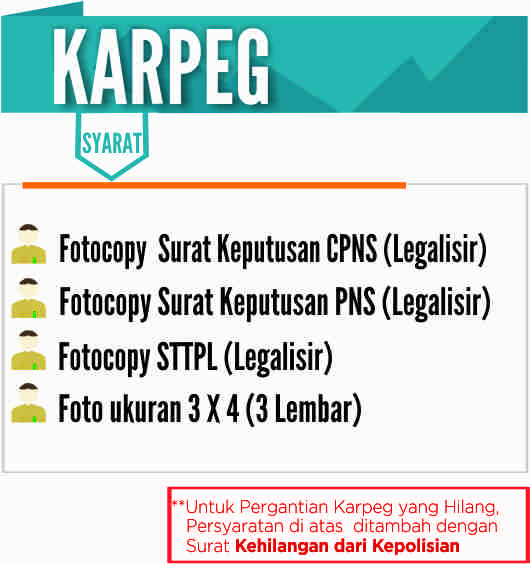 KARPEG
SYARAT
Fotocopy Surat Keputusan CPNS (Legalisir)
Fotocopy Surat Keputusan PNS (Legalisir)
Fotocopy STTPL (Legalisir)
Foto ukuran 3 X 4 (3 Lembar)
**Untuk Pergantian Karpeg yang Hilang,
Persyaratan di atas ditambah dengan
Surat Kehilangan dari Kepolisian